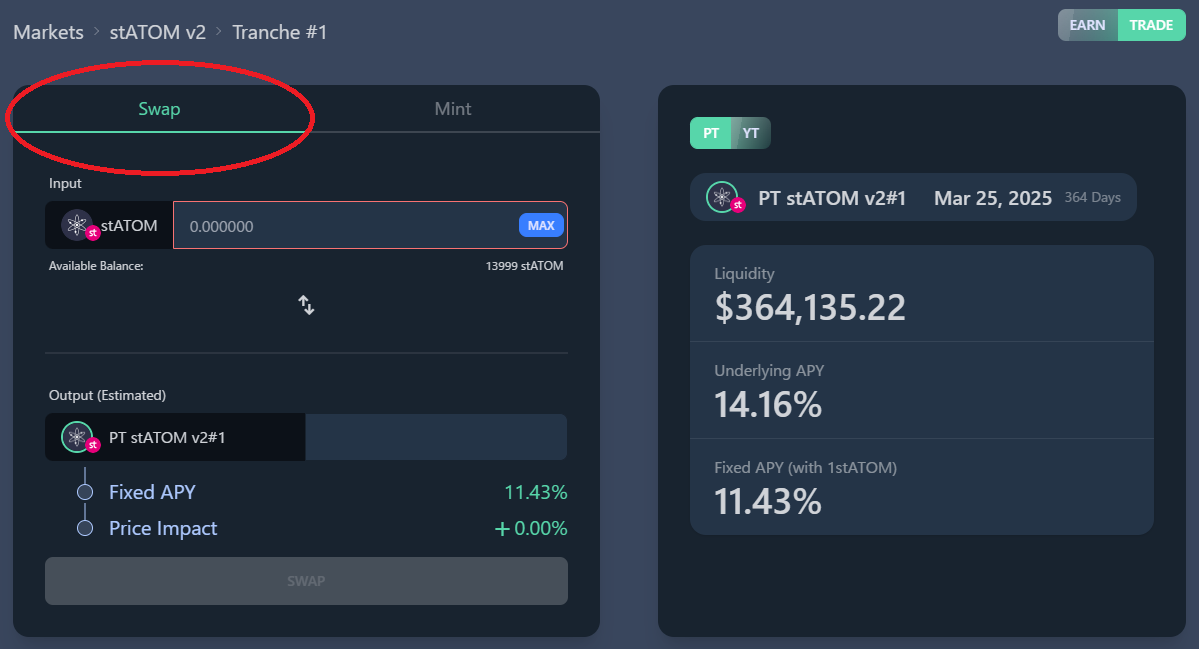 Markets > stATOM v2 > Tranche #1
EARN TRADE
Swap Mint
Input
st stATOM 0.000000 MAX
Available Balance: 13999 stATOM
Output (Estimated)
st PT stATOM v2#1
Fixed APY 11.43%
Price Impact +0.00%
SWAP
PT YT
st PT stATOM v2#1 Mar 25, 2025 364 Days
Liquidity
$364,135.22
Underlying APY
14.16%
Fixed APY (with 1stATOM)
11.43%